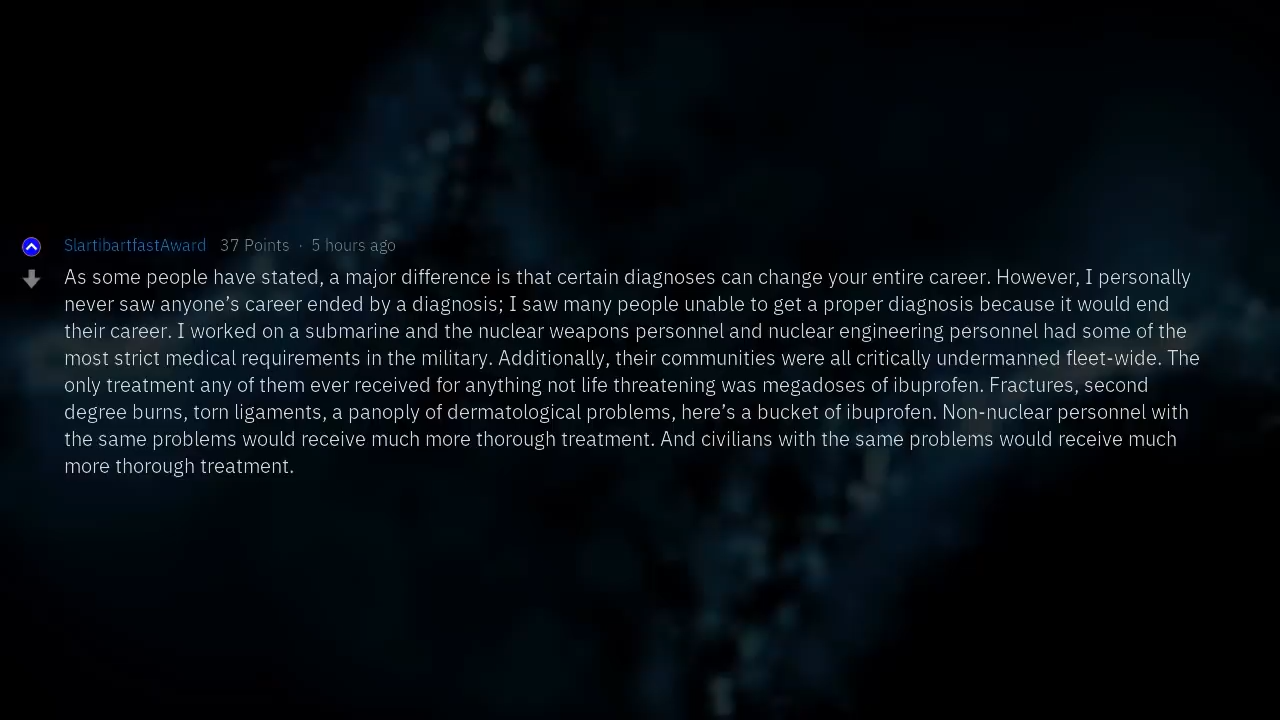 SlartibartfastAward 37 Points · 5 hours ago
As some people have stated, a major difference is that certain diagnoses can change your entire career. However, I personally
never saw anyone’s career ended by a diagnosis; I saw many people unable to get a proper diagnosis because it would end
their career. I worked on a submarine and the nuclear weapons personnel and nuclear engineering personnel had some of the
most strict medical requirements in the military. Additionally, their communities were all critically undermanned fleet-wide. The
only treatment any of them ever received for anything not life threatening was megadoses of ibuprofen. Fractures, second
degree burns, torn ligaments, a panoply of dermatological problems, here’s a bucket of ibuprofen. Non-nuclear personnel with
the same problems would receive much more thorough treatment. And civilians with the same problems would receive much
more thorough treatment.